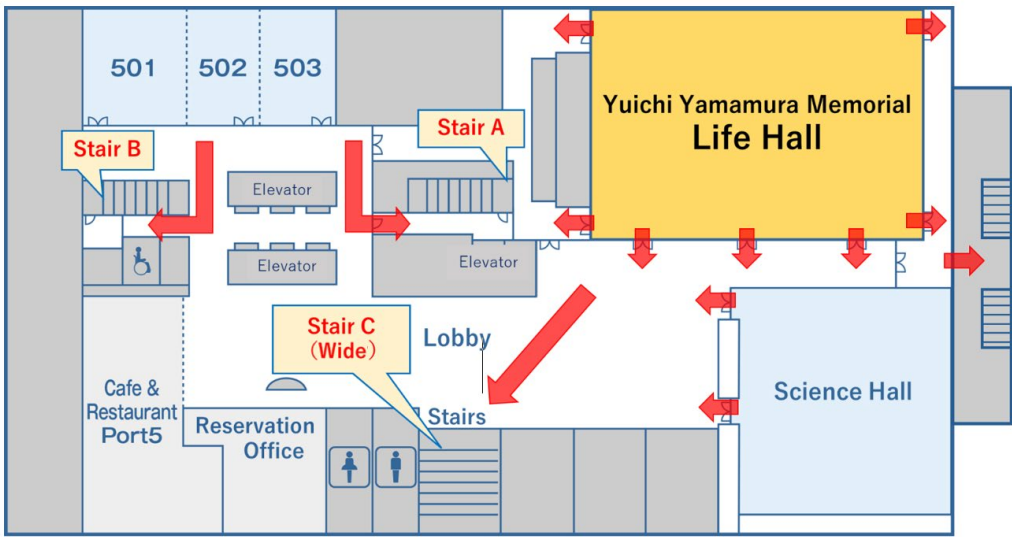 501
502
503
Stair B
Stair A
Yuichi Yamamura Memorial
Life Hall
Elevator
Elevator
Elevator
Stair C
(Wide)
Lobby
Stairs
Cafe &
Restaurant
Port5
Reservation
Office
Science Hall